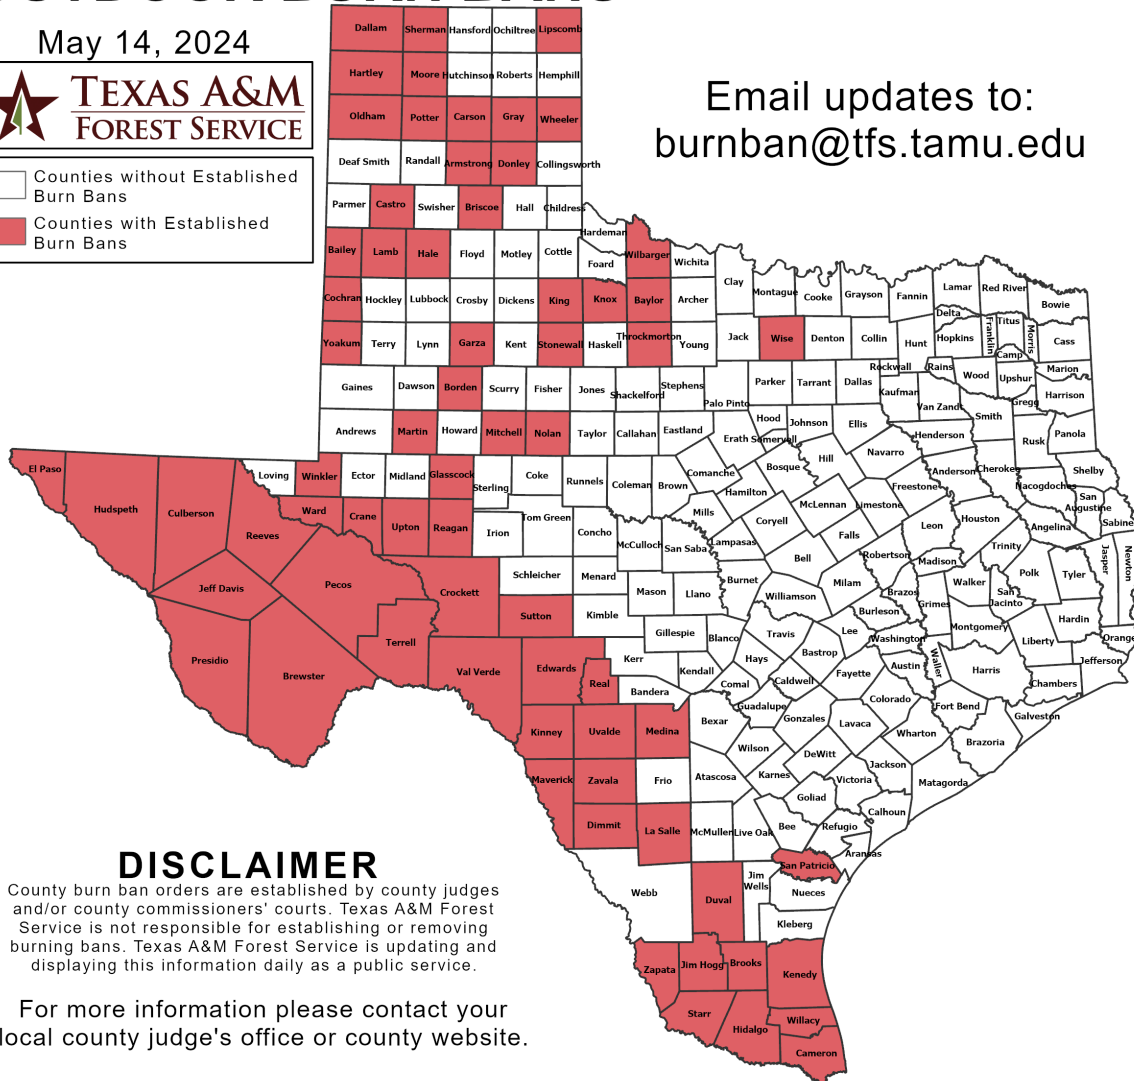 May 14, 2024
TEXAS A&M
FOREST SERVICE
Counties without Established
Burn Bans
Counties with Established
Burn Bans
Email updates to:
burnban@tfs.tamu.edu
Dallam Sherman Hansford Ochiltree Lipscomb
Hartley Moore Hutchinson Roberts Hemphill
Oldham Potter Carson Gray Wheeler
Deaf Smith Randall Armstrong Donley Collingsworth
Parmer Castro Swisher Briscoe Hall Childress
Hardeman
Bailey Lamb Hale Floyd Motley Cottle Foard Wilbarger Wichita
Clay Montague Cooke Grayson Fannin Lamar Red River Bowie
Cochran Hockley Lubbock Crosby Dickens King Knox Baylor Archer
Delta Franklin Titus Morris Cass
Yoakum Terry Lynn Garza Kent Stonewall Haskell Throckmorton Young Jack Wise Denton Collin Hunt Hopkins
Camp
Rockwall Rains Wood Upshur Marion
Gaines Dawson Borden Scurry Fisher Jones Shackelford Stephens Palo Pinto Parker Tarrant Dallas Kaufman Van Zandt Smith Gregg Harrison
Andrews Martin Howard Mitchell Nolan Taylor Callahan Eastland Erath Somervell Hood Johnson Ellis Henderson Rusk Panola
El Paso Hudspeth Culberson Reeves Loving Winkler Ector Midland Glasscock Sterling Coke Runnels Coleman Brown Comanche Hamilton Bosque Hill Navarro Freestone Anderson Cherokee Nacogdoches Shelby
San
Augustine
Sabine
Ward Crane Upton Reagan Irion Tom Green Concho McCulloch San Saba Mills Lampasas Coryell McLennan Limestone Falls Leon Houston Angelina
Trinity Jasper Newton
Jeff Davis Pecos Crockett Schleicher Menard Mason Llano Burnet Bell Williamson Milam Robertson Brazos Madison Walker Polk Tyler
San
Jacinto
Grimes
Presidio Brewster Terrell Sutton Kimble Gillespie Blanco Travis Lee Burleson Washington Montgomery Liberty Hardin Orange
Val Verde Edwards Real Kerr Kendall Bandera Hays Comal Caldwell Bastrop Fayette Austin Waller Harris Chambers Jefferson
Kinney Uvalde Medina Bexar Guadalupe Gonzales Lavaca Colorado Wharton Fort Bend Brazoria Galveston
Maverick Zavala Frio Atascosa Wilson Karnes DeWitt Victoria Jackson Matagorda
Dimmit La Salle McMullen Live Oak Bee Goliad Refugio Calhoun Aransas
San Patricio
Webb Duval
Jim
Wells
Nueces
Kleberg
Zapata Jim Hogg Brooks Kenedy
Starr Hidalgo Willacy
Cameron
DISCLAIMER
County burn ban orders are established by county judges
and/or county commissioners' courts. Texas A&M Forest
Service is not responsible for establishing or removing
burning bans. Texas A&M Forest Service is updating and
displaying this information daily as a public service.
For more information please contact your
local county judge's office or county website.